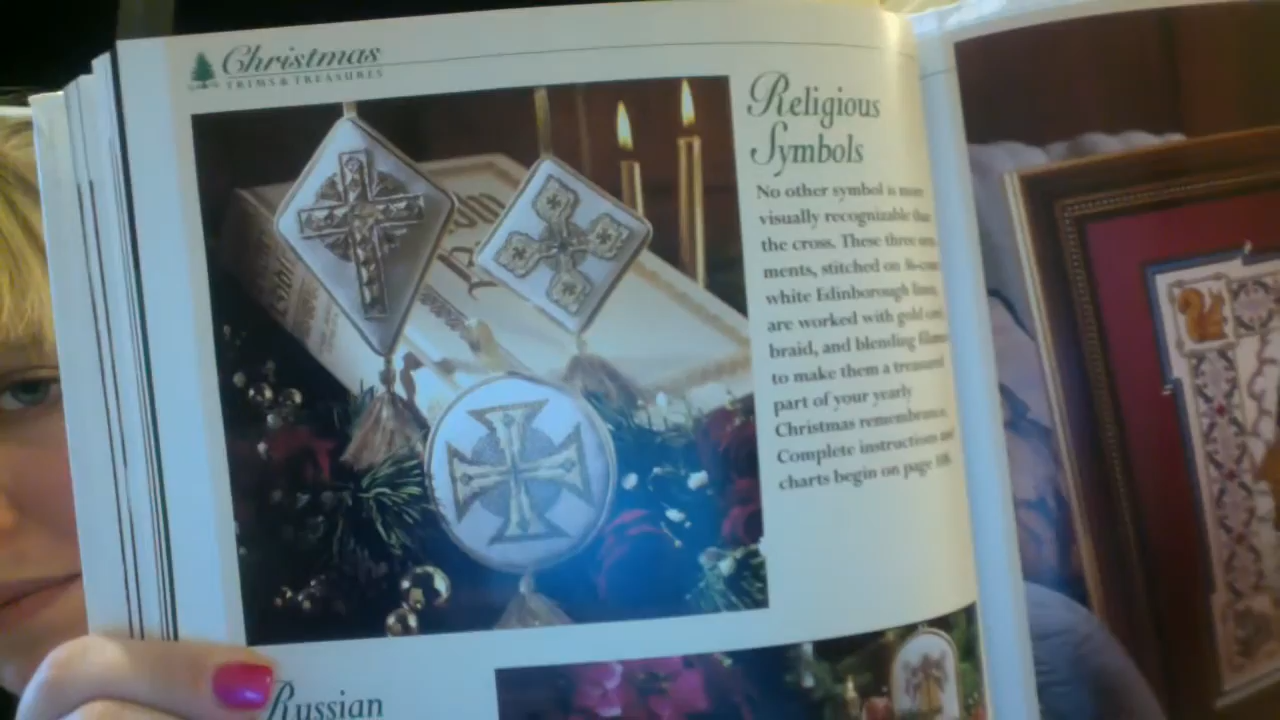 Christmas
TRIMS & TREASURES
Religious
Symbols
No other symbol is more
visually recognizable than
the cross. These three
ments, stitched on
white Edinborough linen,
are worked with gold
braid, and blending
to make them a treasured
part of your yearly
Christmas
Complete instructions and
charts begin on page
Russian